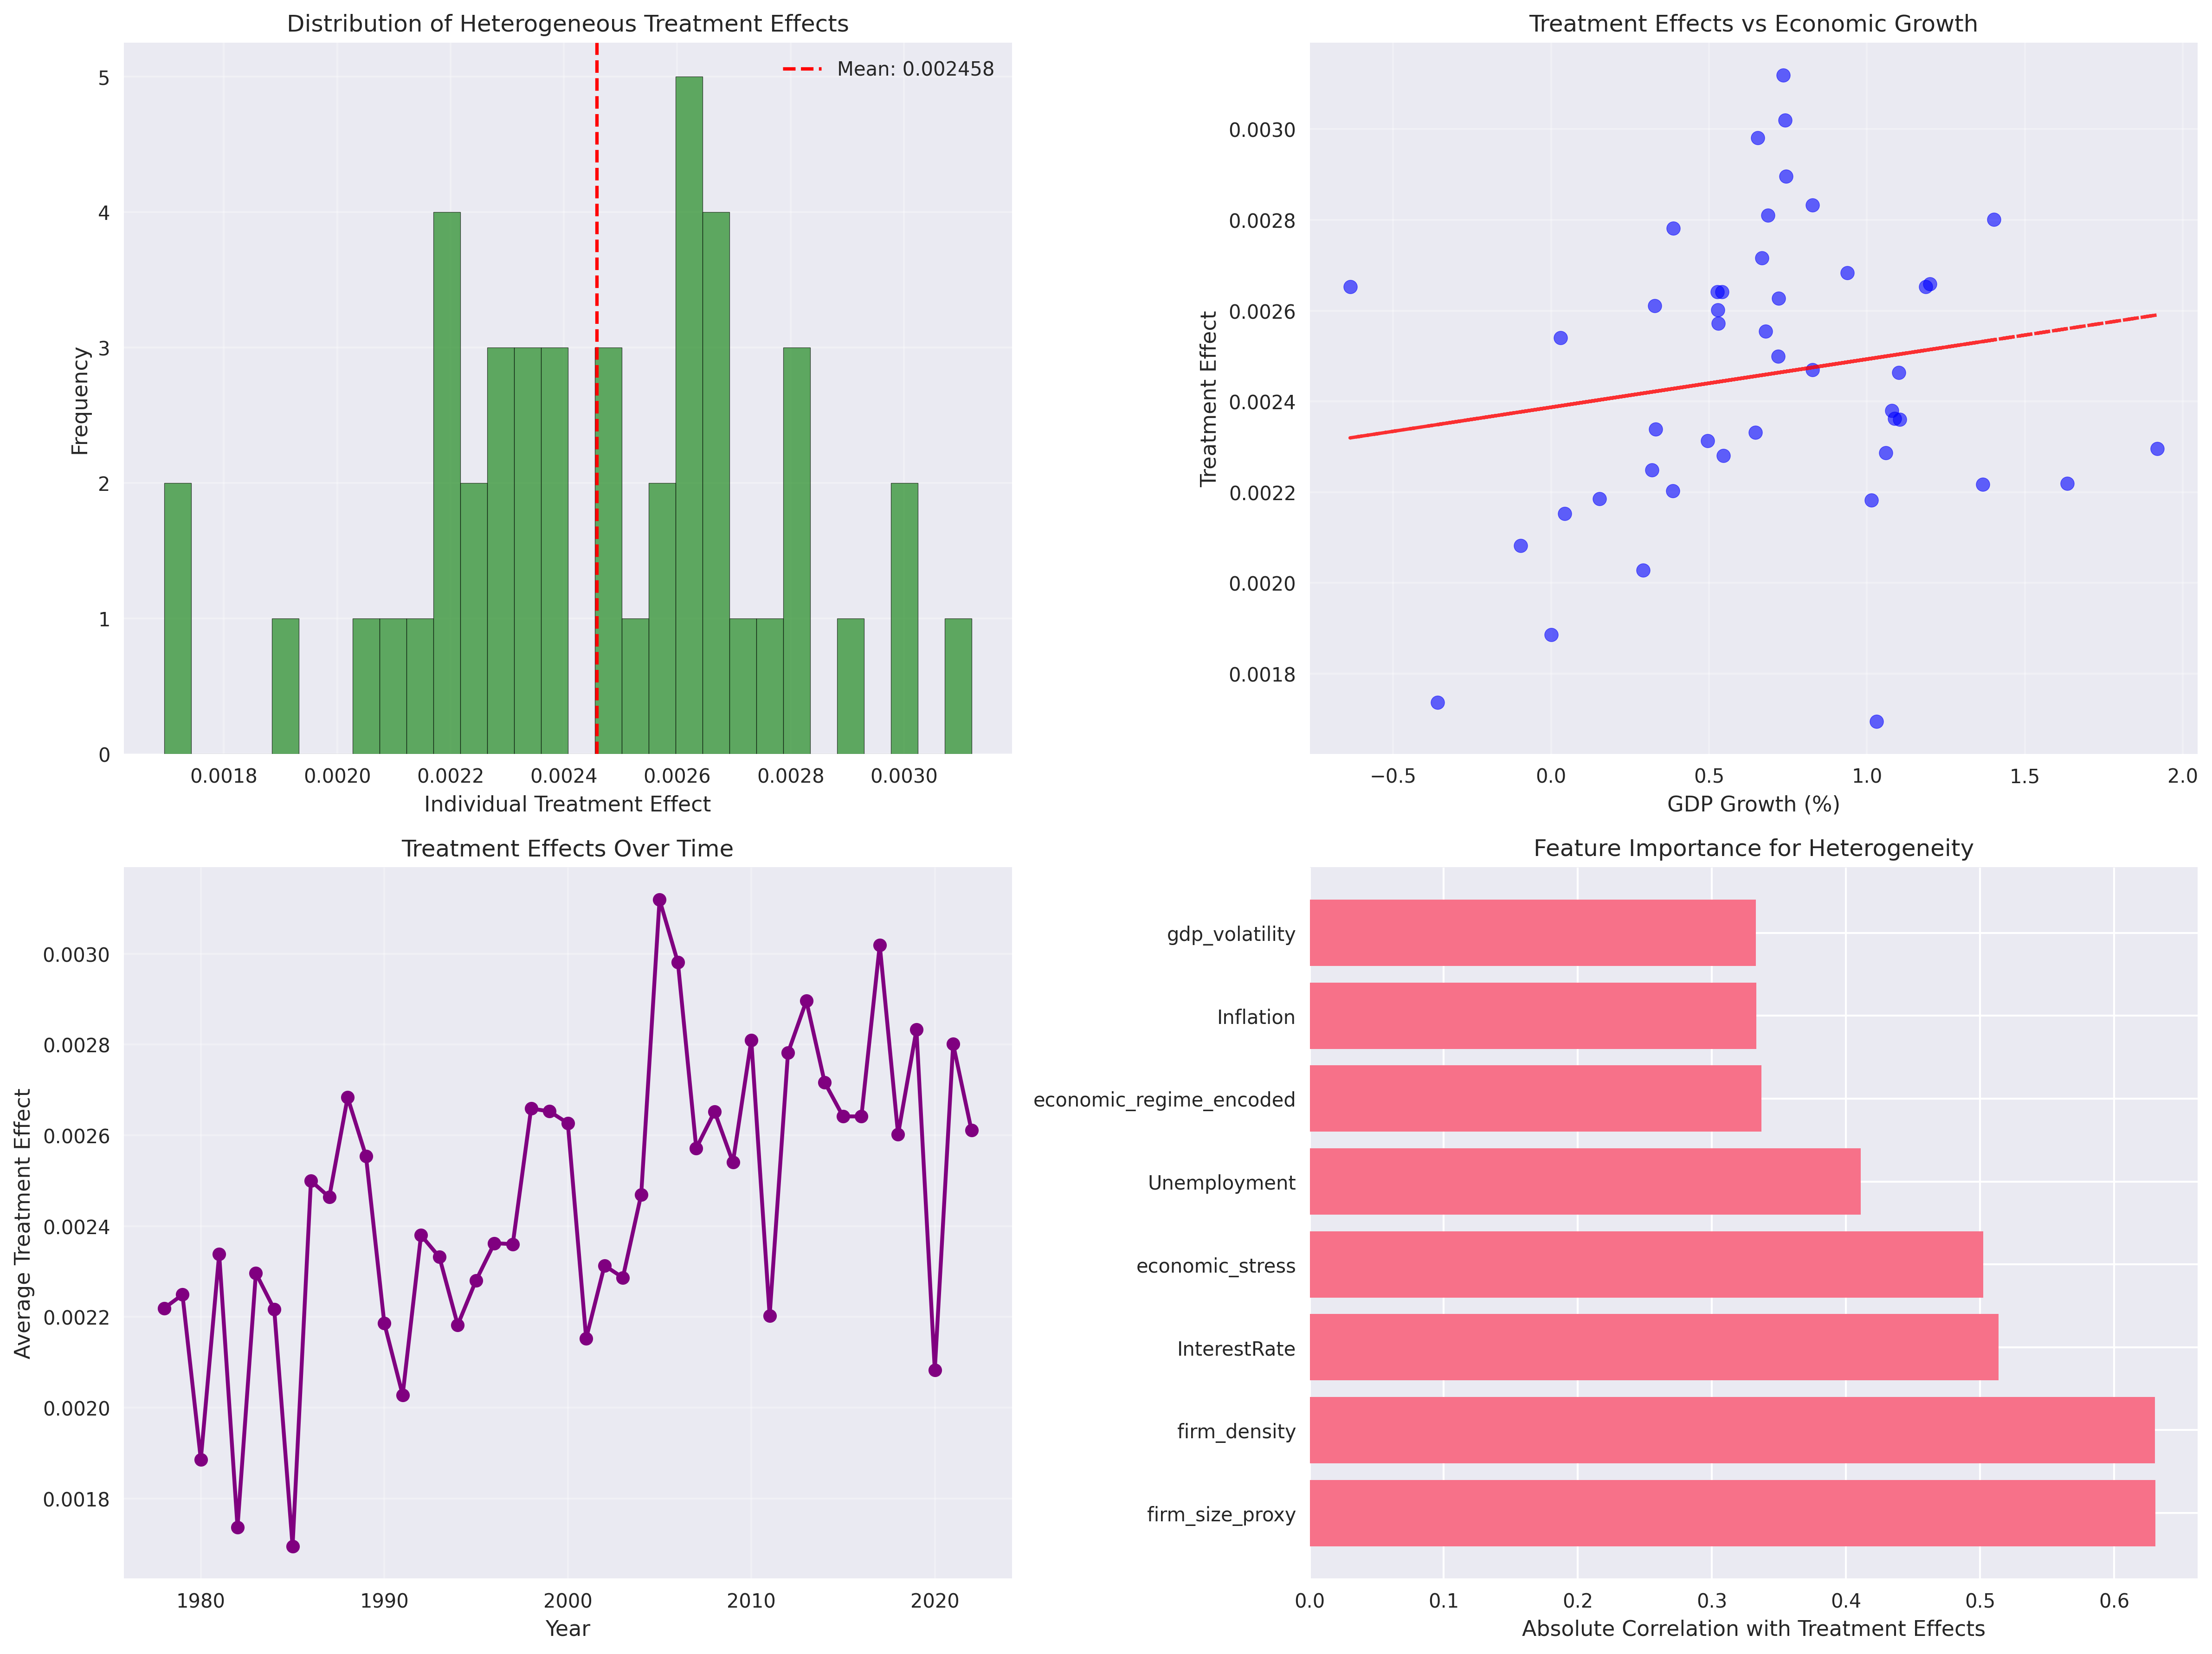 Distribution of Heterogeneous Treatment Effects
Mean: 0.002458
Frequency
5
4
3
2
1
0
0.0018 0.0020 0.0022 0.0024 0.0026 0.0028 0.0030
Individual Treatment Effect
Treatment Effects vs Economic Growth
Treatment Effect
0.0030
0.0028
0.0026
0.0024
0.0022
0.0020
0.0018
−0.5 0.0 0.5 1.0 1.5 2.0
GDP Growth (%)
Treatment Effects Over Time
Average Treatment Effect
0.0030
0.0028
0.0026
0.0024
0.0022
0.0020
0.0018
1980 1990 2000 2010 2020
Year
Feature Importance for Heterogeneity
gdp_volatility
Inflation
economic_regime_encoded
Unemployment
economic_stress
InterestRate
firm_density
firm_size_proxy
0.0 0.1 0.2 0.3 0.4 0.5 0.6
Absolute Correlation with Treatment Effects